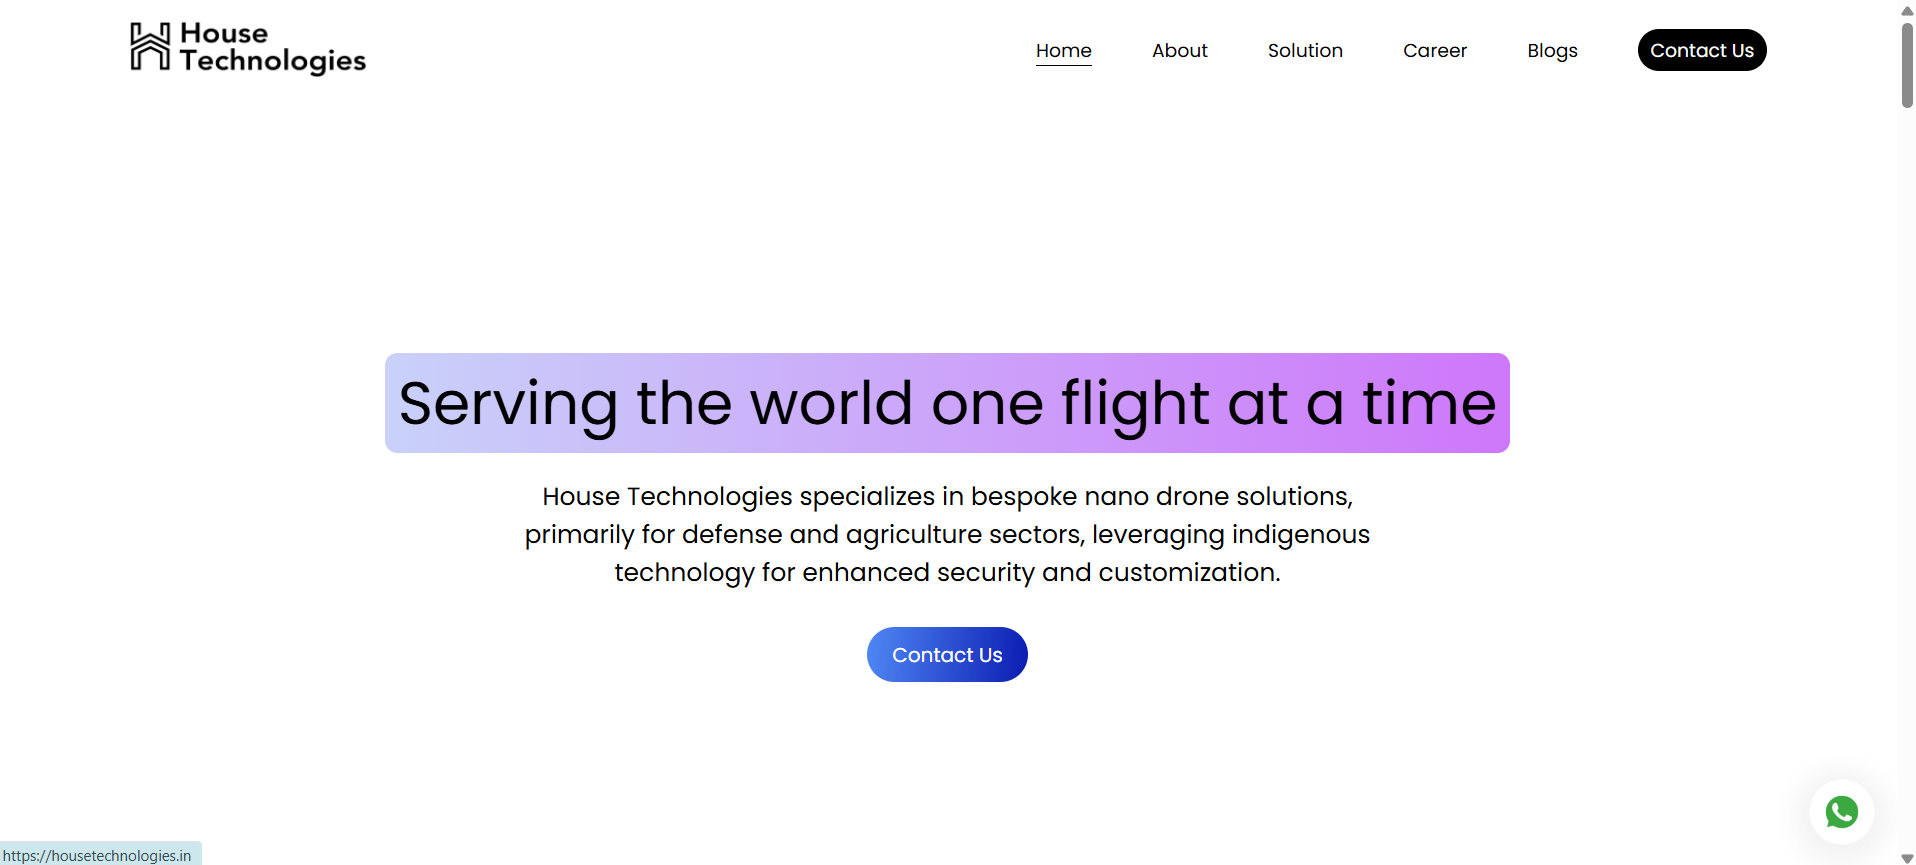 House
Technologies
Home About Solution Career Blogs Contact Us
Serving the world one flight at a time
House Technologies specializes in bespoke nano drone solutions,
primarily for defense and agriculture sectors, leveraging indigenous
technology for enhanced security and customization.
Contact Us
https://housetechnologies.in